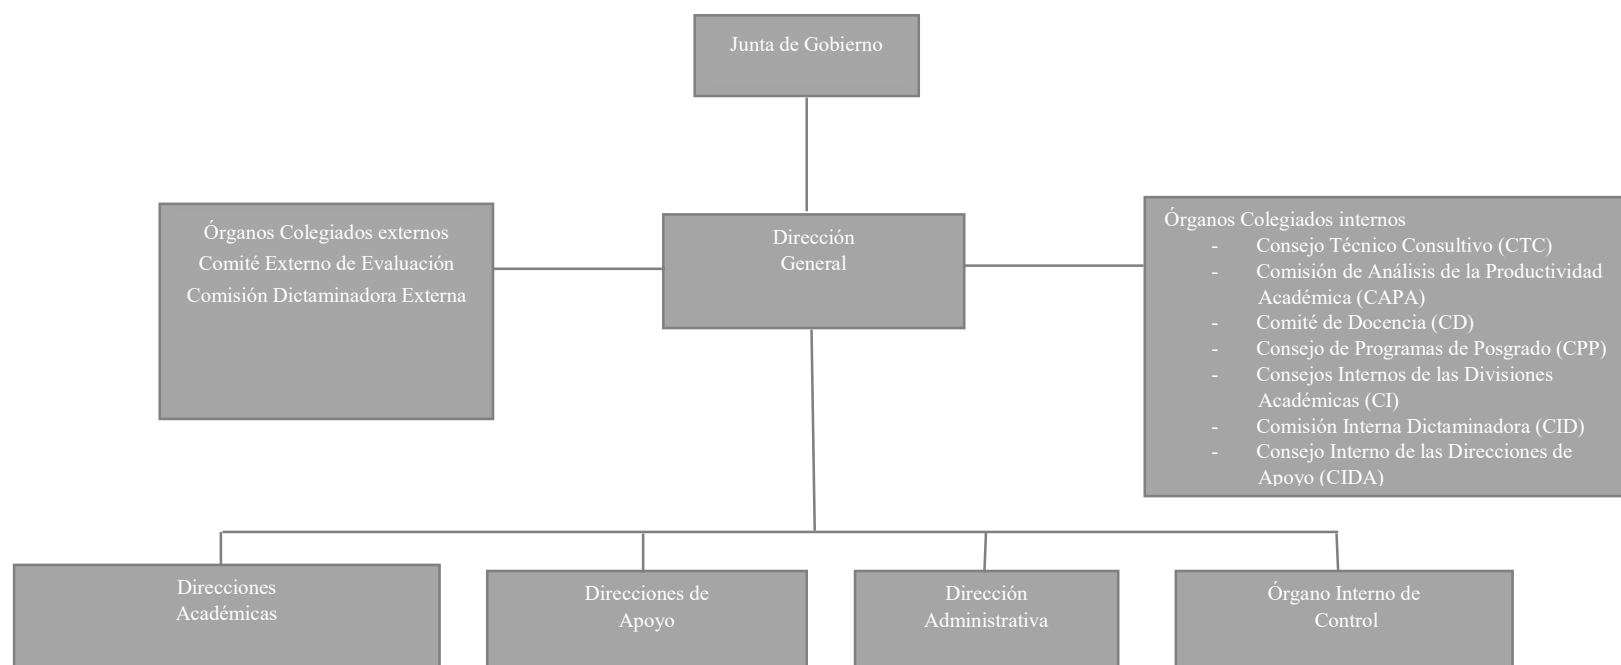 Junta de Gobierno
Órganos Colegiados externos
Comité Externo de Evaluación
Comisión Dictaminadora Externa
Dirección
General
Órganos Colegiados internos
- Consejo Técnico Consultivo (CTC)
- Comisión de Análisis de la Productividad
Académica (CAPA)
- Comité de Docencia (CD)
- Consejo de Programas de Posgrado (CPP)
- Consejos Internos de las Divisiones
Académicas (CI)
- Comisión Interna Dictaminadora (CID)
- Consejo Interno de las Direcciones de
Apoyo (CIDA)
Direcciones
Académicas
Direcciones de
Apoyo
Dirección
Administrativa
Órgano Interno de
Control